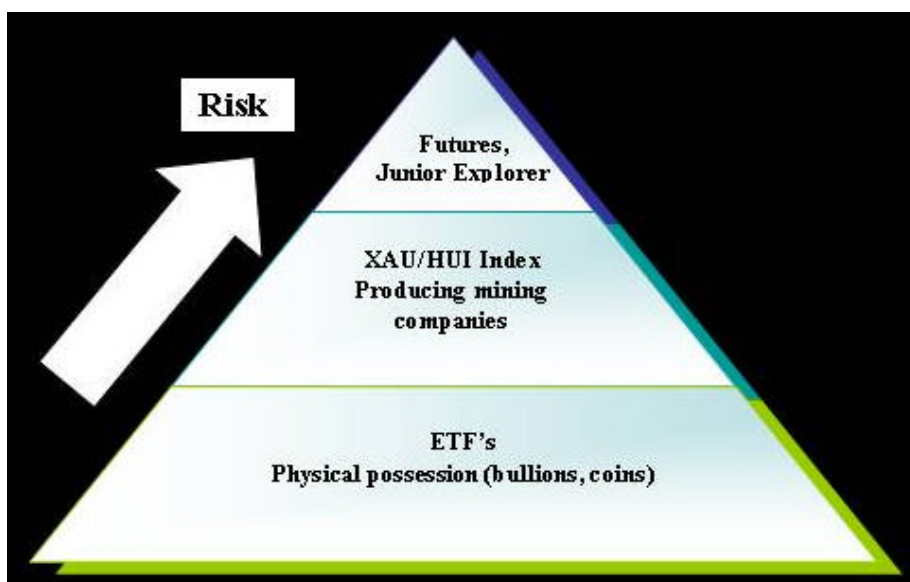 Risk
Futures,
Junior Explorer
XAU/HUI Index
Producing mining
companies
ETF's
Physical possession (bullions, coins)